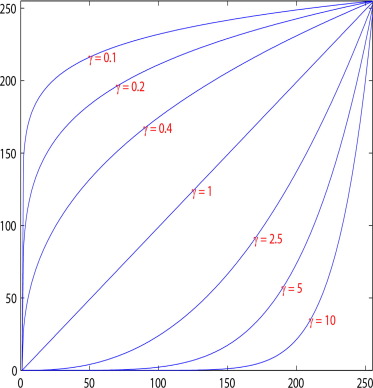 250
γ = 0.1
200
γ = 0.2
γ = 0.4
150
γ = 1
100
γ = 2.5
50
γ = 5
γ = 10
0
0 50 100 150 200 250